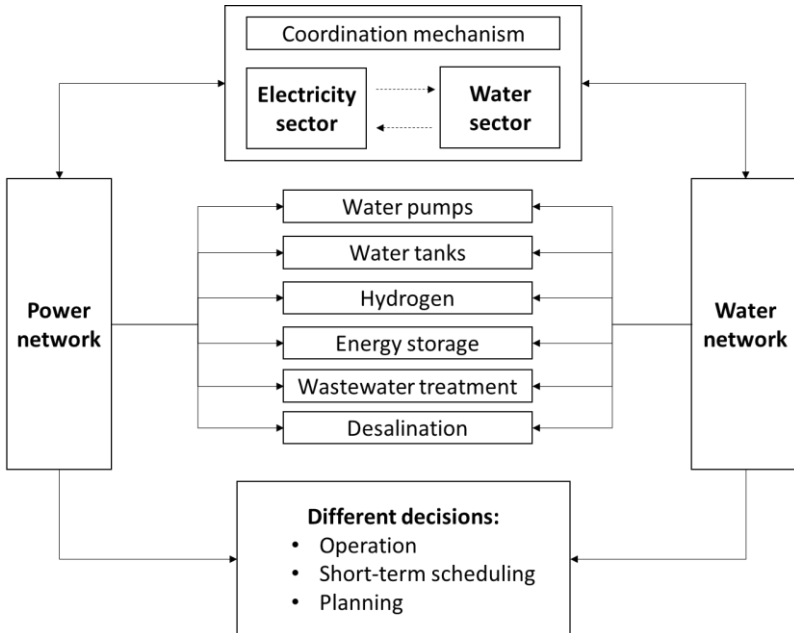 Coordination mechanism
Electricity
sector
Water
sector
Power
network
Water pumps
Water tanks
Hydrogen
Energy storage
Wastewater treatment
Desalination
Water
network
Different decisions:
• Operation
• Short-term scheduling
• Planning